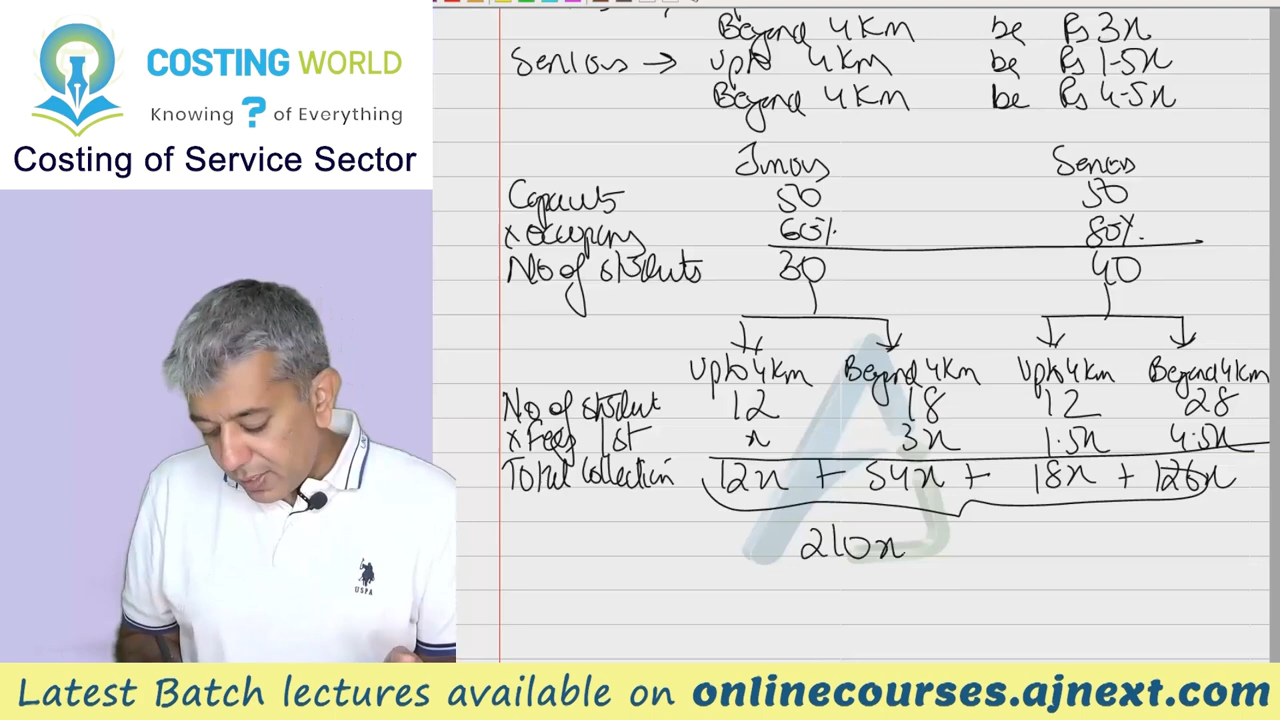 COSTING WORLD
Knowing ? of Everything
Costing of Service Sector
Beyond 4Km be Rs 3x
Seniors → upto 4Km be Rs 1.5x
Beyond 4Km be Rs 4.5x
Juniors Seniors
Capacity 50 50
x occupancy 60% 80%
No of students 30 40
Upto 4Km Beyond 4Km Upto 4Km Beyond 4Km
No of student 12 18 12 28
x Fees / st x 3x 1.5x 4.5x
Total Collection 12x + 54x + 18x + 126x
210x
USPA
Latest Batch lectures available on onlinecourses.ajnext.com